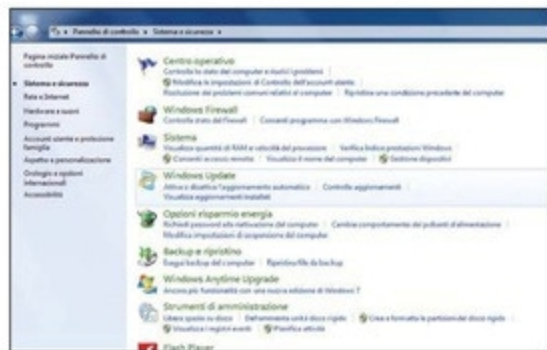 Pannello di controllo ▸ Sistema e sicurezza ▸
Pagina iniziale Pannello di
controllo
Sistema e sicurezza
Rete e Internet
Hardware e suoni
Programmi
Account utente e protezione
famiglia
Aspetto e personalizzazione
Orologio e opzioni
internazionali
Accessibilità
Centro operativo
Controlla lo stato del computer e risolvi i problemi
Modifica le impostazioni di Controllo dell'account utente
Risoluzione dei problemi comuni relativi al computer | Ripristina una condizione precedente del computer
Windows Firewall
Controlla stato del firewall | Consenti programma con Windows Firewall
Sistema
Visualizza quantità di RAM e velocità del processore | Verifica Indice prestazioni Windows
Consenti accesso remoto | Visualizza il nome del computer | Gestione dispositivi
Windows Update
Attiva o disattiva l'aggiornamento automatico | Controlla aggiornamenti
Visualizza aggiornamenti installati
Opzioni risparmio energia
Richiedi password alla riattivazione del computer | Cambia comportamento dei pulsanti di alimentazione
Modifica impostazioni di sospensione del computer
Backup e ripristino
Esegui backup del computer | Ripristina file da backup
Windows Anytime Upgrade
Ancora più funzionalità con una nuova edizione di Windows 7
Strumenti di amministrazione
Libera spazio su disco | Deframmenta unità disco rigido | Crea e formatta le partizioni del disco rigido
Visualizza i registri eventi | Pianifica attività
Flash Player